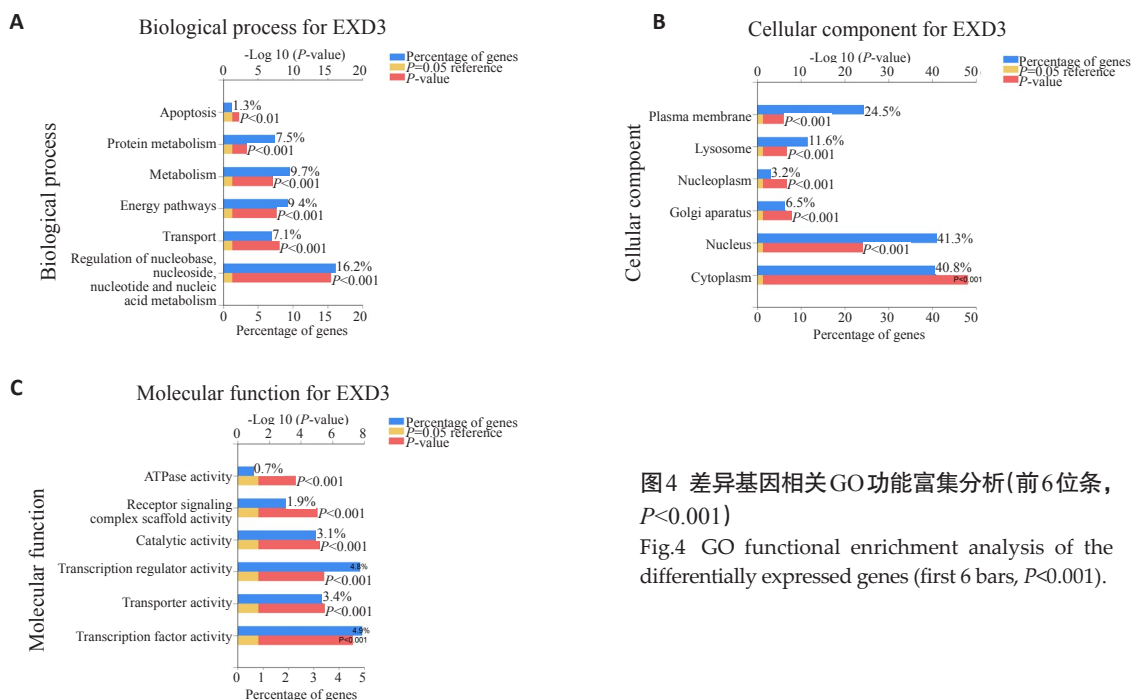 A
Biological process for EXD3
-Log 10 (P-value)
0 5 10 15 20
Percentage of genes
P=0.05 reference
P-value
Biological process
Apoptosis
1.3%
P<0.01
Protein metabolism
7.5%
P<0.001
Metabolism
9.7%
P<0.001
Energy pathways
9 4%
P<0.001
Transport
7.1%
P<0.001
Regulation of nucleobase,
nucleoside,
nucleotide and nucleic
acid metabolism
16.2%
P<0.001
0 5 10 15 20
Percentage of genes
B
Cellular component for EXD3
-Log 10 (P-value)
0 10 20 30 40 50
Percentage of genes
P=0.05 reference
P-value
Cellular component
Plasma membrane
24.5%
P<0.001
Lysosome
11.6%
P<0.001
Nucleoplasm
3.2%
P<0.001
Golgi aparatus
6.5%
P<0.001
Nucleus
41.3%
P<0.001
Cytoplasm
40.8%
P<0.001
0 10 20 30 40 50
Percentage of genes
C
Molecular function for EXD3
-Log 10 (P-value)
0 2 4 6 8
Percentage of genes
P=0.05 reference
P-value
Molecular function
ATPase activity
0.7%
P<0.001
Receptor signaling
complex scaffold activity
1.9%
P<0.001
Catalytic activity
3.1%
P<0.001
Transcription regulator activity
4.8%
P<0.001
Transporter activity
3.4%
P<0.001
Transcription factor activity
4.9%
P<0.001
0 1 2 3 4 5
Percentage of genes
图4 差异基因相关GO功能富集分析(前6位条，
P<0.001)
Fig.4 GO functional enrichment analysis of the
differentially expressed genes (first 6 bars, P<0.001).